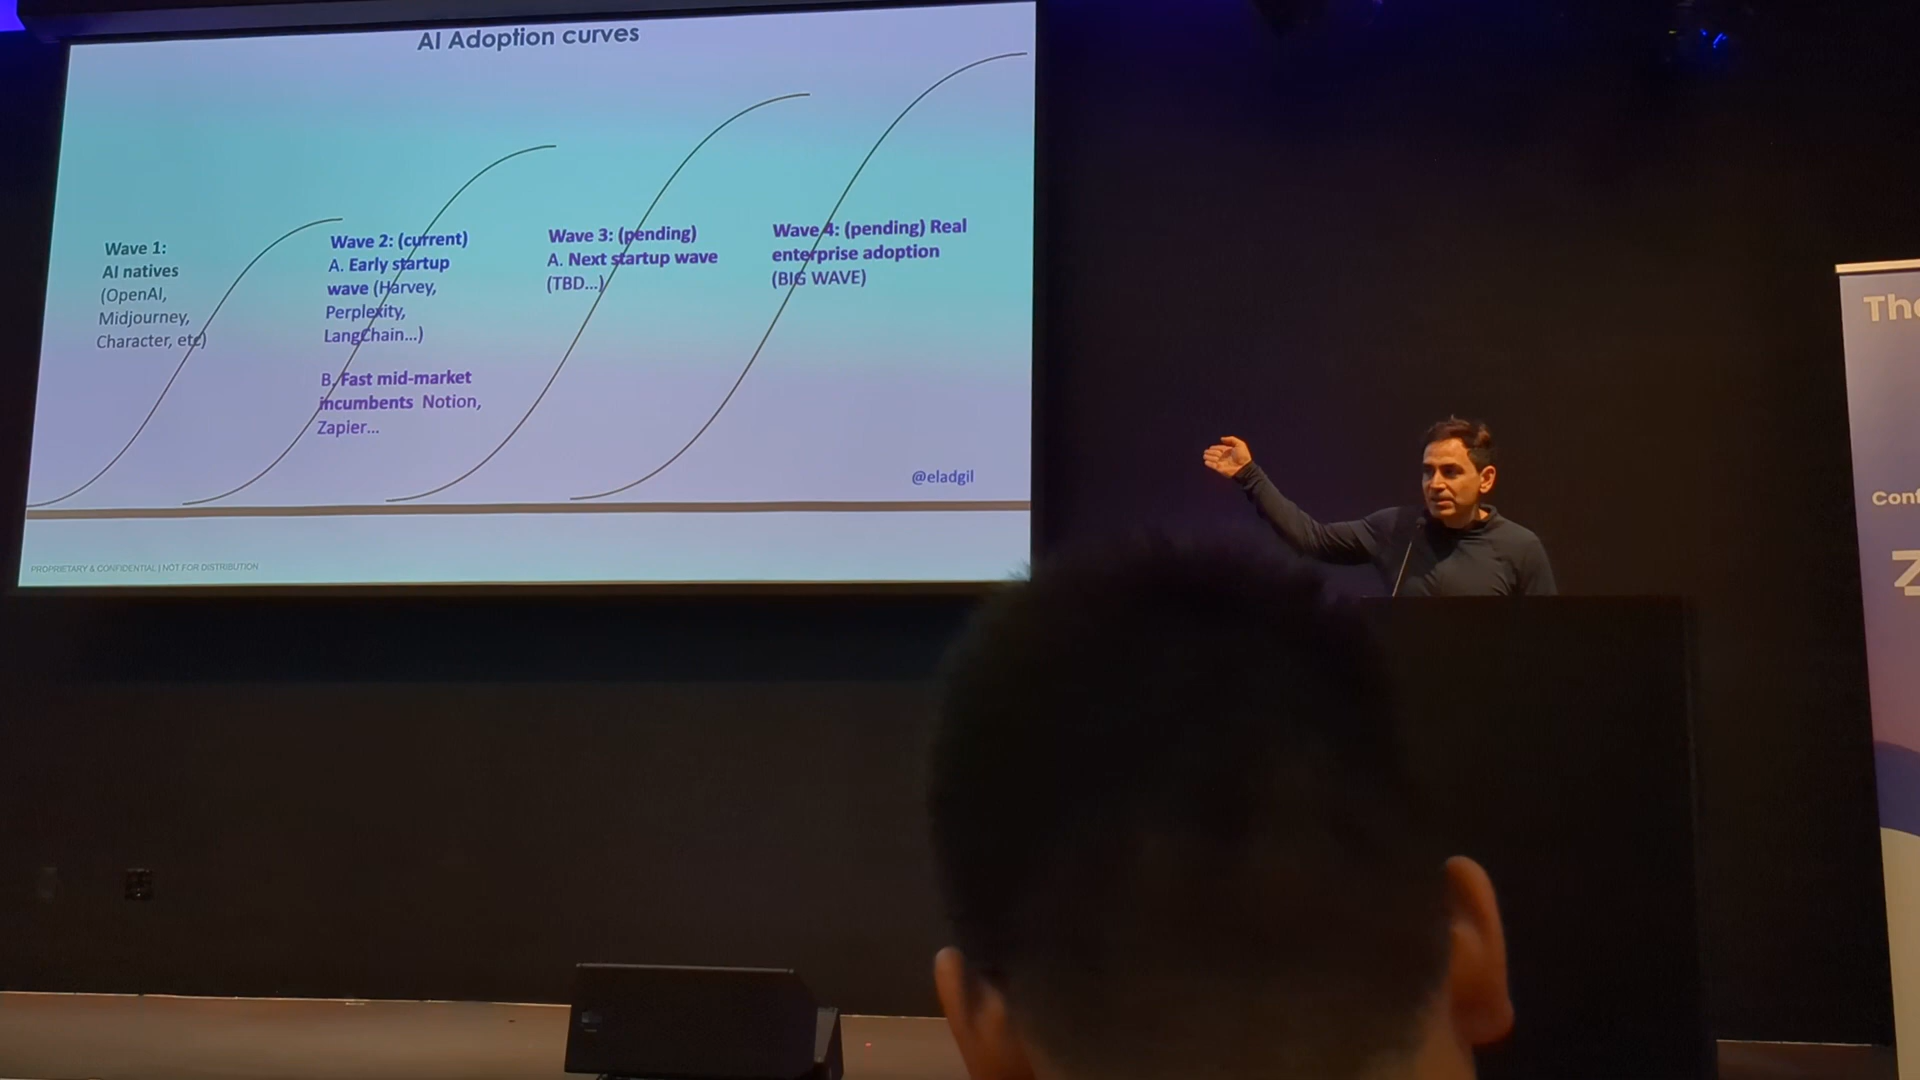 AI Adoption curves
Wave 1:
AI natives
(OpenAI,
Midjourney,
Character, etc)
Wave 2: (current)
A. Early startup
wave (Harvey,
Perplexity,
LangChain...)
B. Fast mid-market
incumbents Notion,
Zapier...
Wave 3: (pending)
A. Next startup wave
(TBD...)
Wave 4: (pending) Real
enterprise adoption
(BIG WAVE)
@eladgil
PROPRIETARY & CONFIDENTIAL | NOT FOR DISTRIBUTION
The
Conf